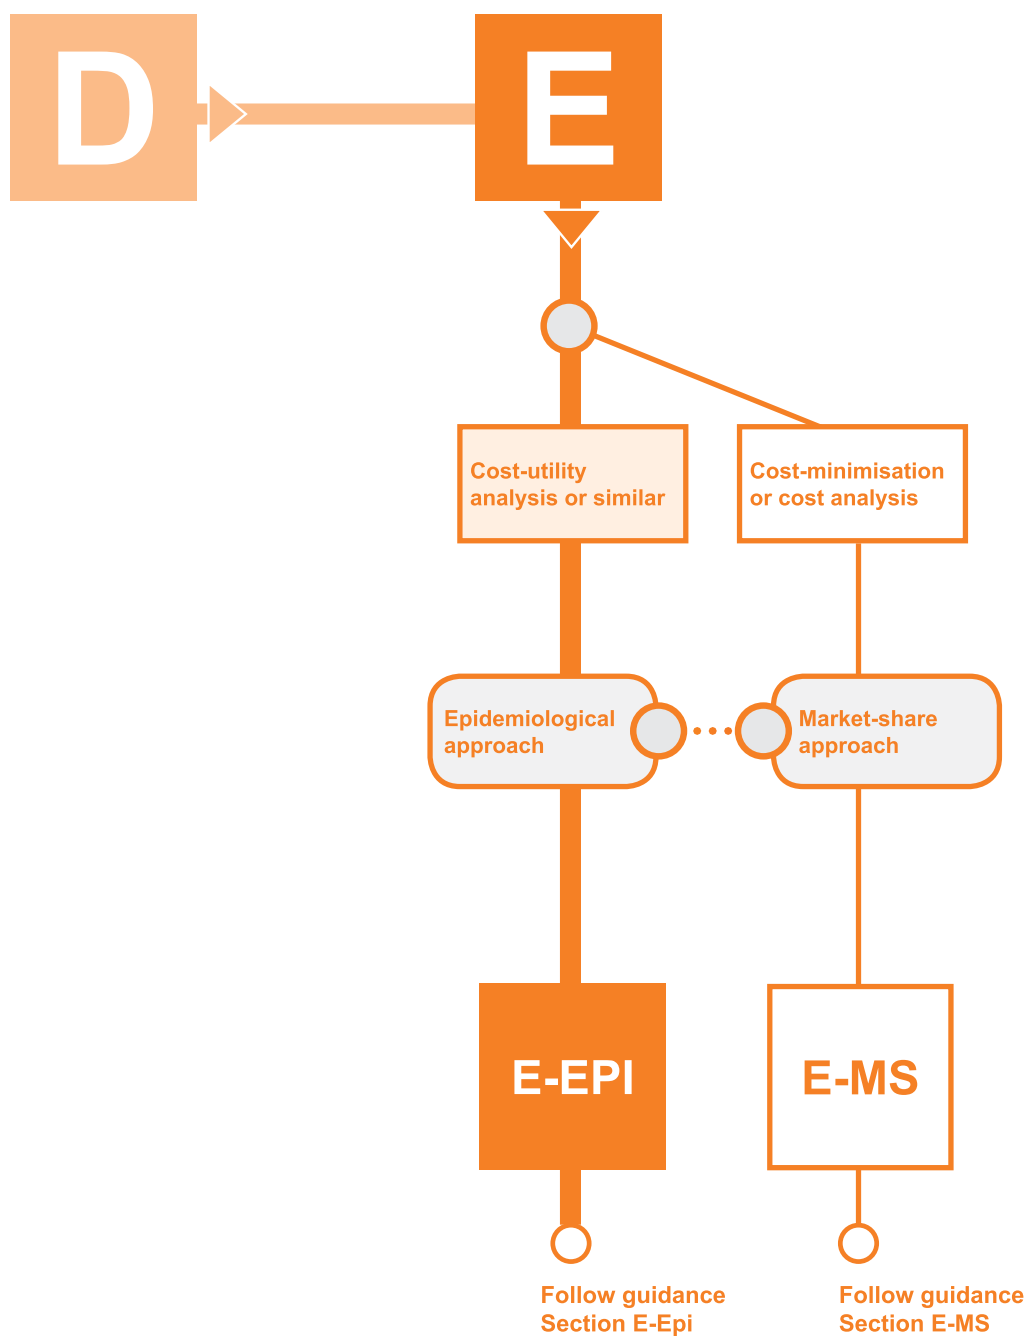 D
E
Cost-utility
analysis or similar
Cost-minimisation
or cost analysis
Epidemiological
approach
Market-share
approach
E-EPI
E-MS
Follow guidance
Section E-Epi
Follow guidance
Section E-MS